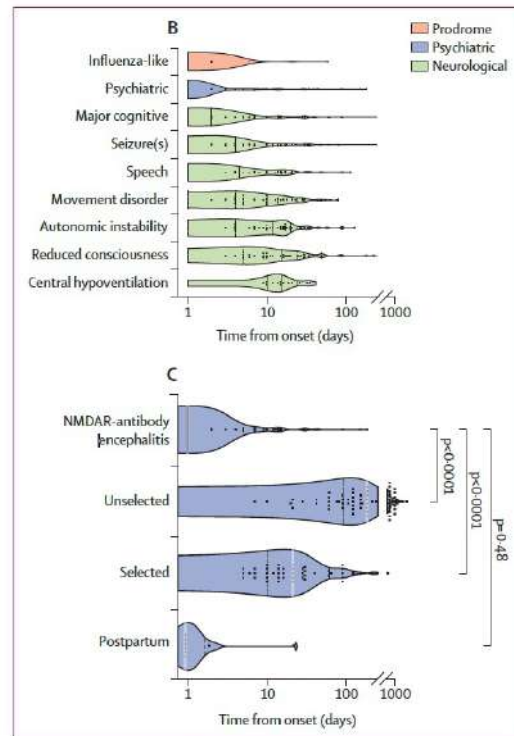 B
Prodrome
Psychiatric
Neurological
Influenza-like
Psychiatric
Major cognitive
Seizure(s)
Speech
Movement disorder
Autonomic instability
Reduced consciousness
Central hypoventilation
1 10 100 1000
Time from onset (days)
C
NMDAR-antibody
encephalitis
Unselected
Selected
Postpartum
p<0·0001
p<0·0001
p=0·48
1 10 100 1000
Time from onset (days)